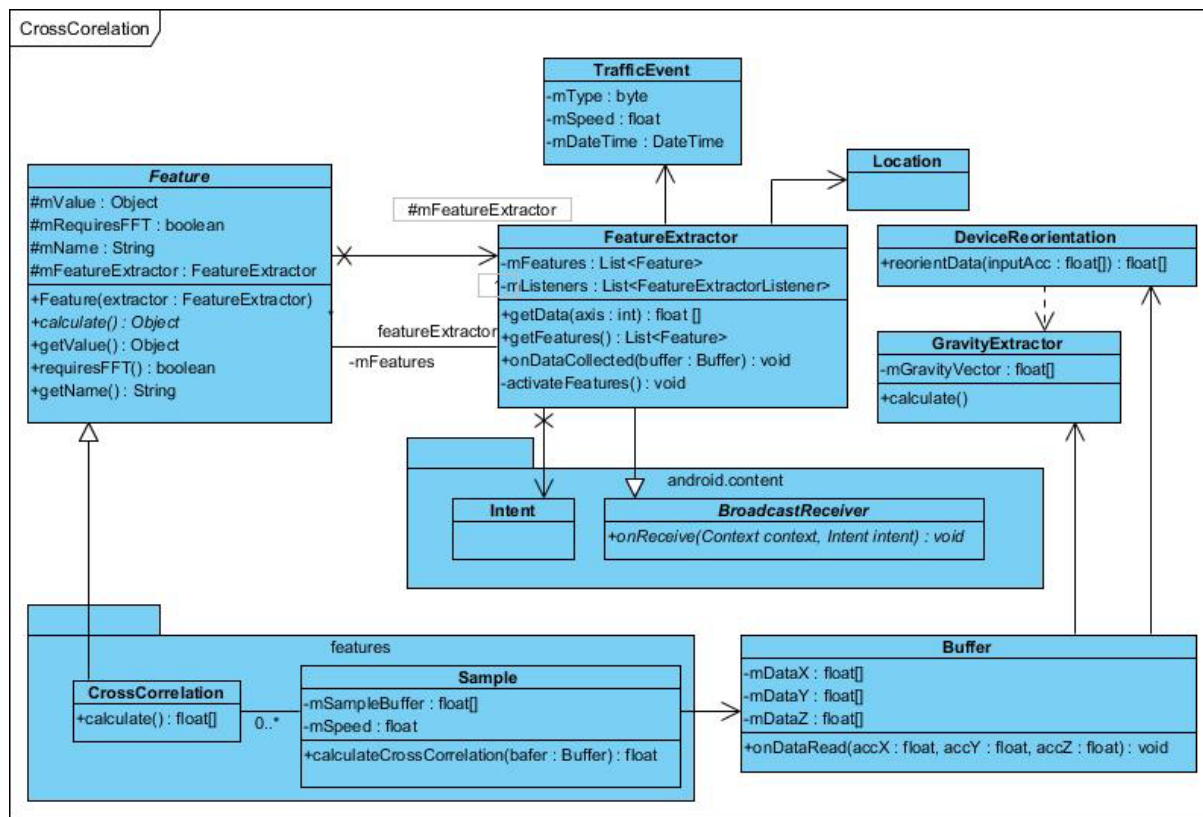 CrossCorelation
TrafficEvent
-mType : byte
-mSpeed : float
-mDateTime : DateTime
Location
Feature
#mValue : Object
#mRequiresFFT : boolean
#mName : String
#mFeatureExtractor : FeatureExtractor
+Feature(extractor : FeatureExtractor)
+calculate() : Object
+getValue() : Object
+requiresFFT() : boolean
+getName() : String
#mFeatureExtractor
featureExtractor
-mFeatures
FeatureExtractor
-mFeatures : List<Feature>
-mListeners : List<FeatureExtractorListener>
+getData(axis : int) : float []
+getFeatures() : List<Feature>
+onDataCollected(buffer : Buffer) : void
-activateFeatures() : void
DeviceReorientation
+reorientData(inputAcc : float[]) : float[]
GravityExtractor
-mGravityVector : float[]
+calculate()
android.content
Intent
BroadcastReceiver
+onReceive(Context context, Intent intent) : void
features
CrossCorrelation
+calculate() : float[]
0..*
Sample
-mSampleBuffer : float[]
-mSpeed : float
+calculateCrossCorrelation(bafer : Buffer) : float
Buffer
-mDataX : float[]
-mDataY : float[]
-mDataZ : float[]
+onDataRead(accX : float, accY : float, accZ : float) : void